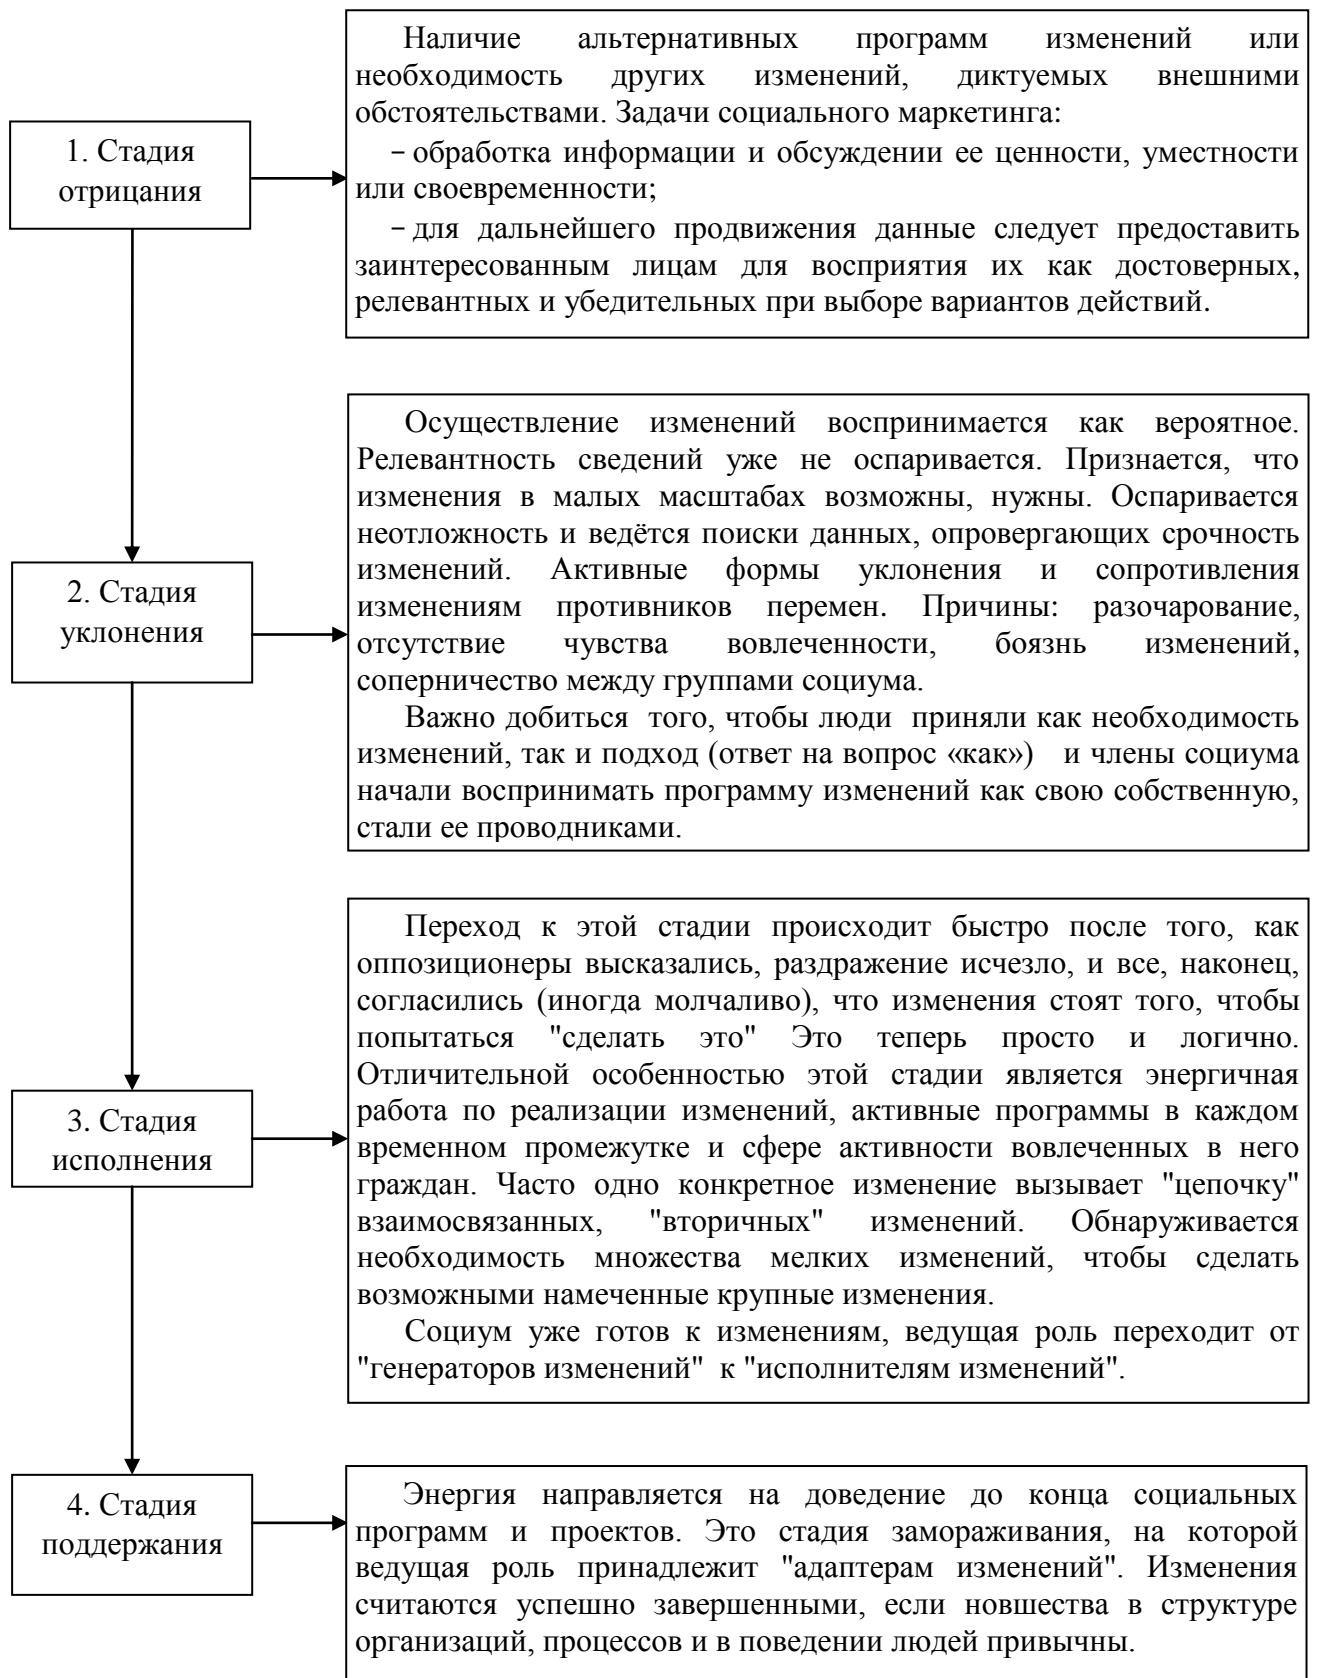 1. Стадия
отрицания
Наличие альтернативных программ изменений или
необходимость других изменений, диктуемых внешними
обстоятельствами. Задачи социального маркетинга:
− обработка информации и обсуждении ее ценности, уместности
или своевременности;
− для дальнейшего продвижения данные следует предоставить
заинтересованным лицам для восприятия их как достоверных,
релевантных и убедительных при выборе вариантов действий.
2. Стадия
уклонения
Осуществление изменений воспринимается как вероятное.
Релевантность сведений уже не оспаривается. Признается, что
изменения в малых масштабах возможны, нужны. Оспаривается
неотложность и ведётся поиски данных, опровергающих срочность
изменений. Активные формы уклонения и сопротивления
изменениям противников перемен. Причины: разочарование,
отсутствие чувства вовлеченности, боязнь изменений,
соперничество между группами социума.
Важно добиться того, чтобы люди приняли как необходимость
изменений, так и подход (ответ на вопрос «как») и члены социума
начали воспринимать программу изменений как свою собственную,
стали ее проводниками.
3. Стадия
исполнения
Переход к этой стадии происходит быстро после того, как
оппозиционеры высказались, раздражение исчезло, и все, наконец,
согласились (иногда молчаливо), что изменения стоят того, чтобы
попытаться "сделать это" Это теперь просто и логично.
Отличительной особенностью этой стадии является энергичная
работа по реализации изменений, активные программы в каждом
временном промежутке и сфере активности вовлеченных в него
граждан. Часто одно конкретное изменение вызывает "цепочку"
взаимосвязанных, "вторичных" изменений. Обнаруживается
необходимость множества мелких изменений, чтобы сделать
возможными намеченные крупные изменения.
Социум уже готов к изменениям, ведущая роль переходит от
"генераторов изменений" к "исполнителям изменений".
4. Стадия
поддержания
Энергия направляется на доведение до конца социальных
программ и проектов. Это стадия замораживания, на которой
ведущая роль принадлежит "адаптерам изменений". Изменения
считаются успешно завершенными, если новшества в структуре
организаций, процессов и в поведении людей привычны.